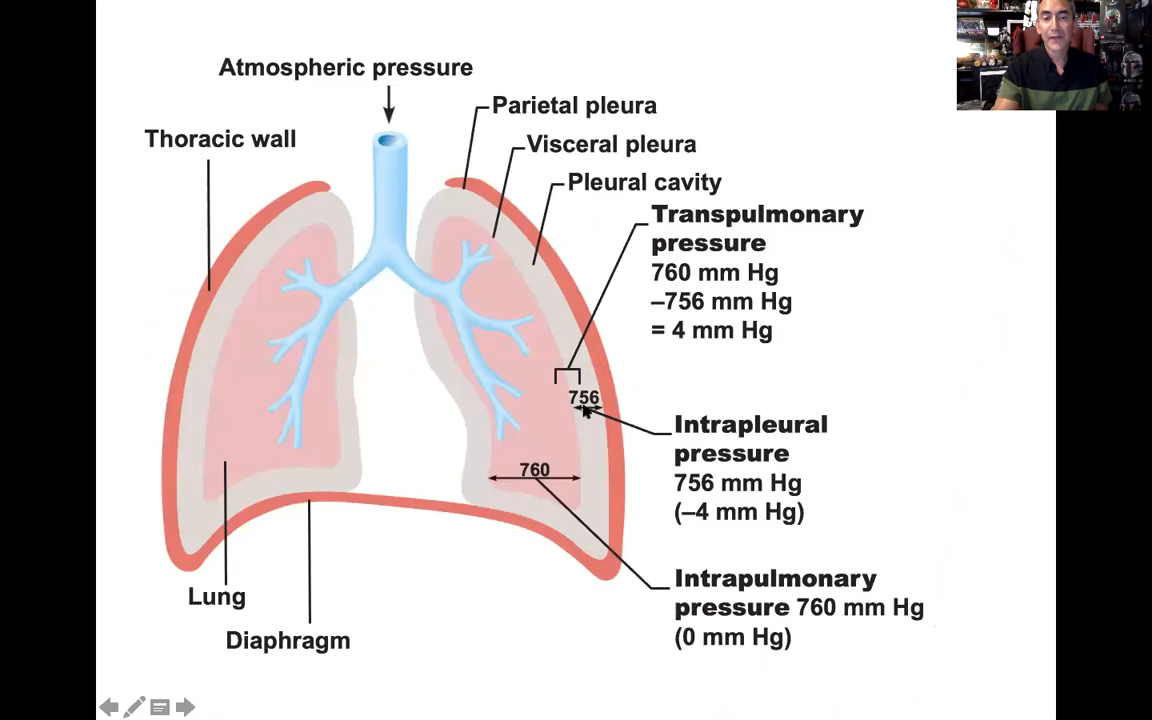 Atmospheric pressure
Parietal pleura
Thoracic wall
Visceral pleura
Pleural cavity
Transpulmonary
pressure
760 mm Hg
–756 mm Hg
= 4 mm Hg
756
Intrapleural
pressure
756 mm Hg
(–4 mm Hg)
760
Intrapulmonary
pressure 760 mm Hg
(0 mm Hg)
Lung
Diaphragm